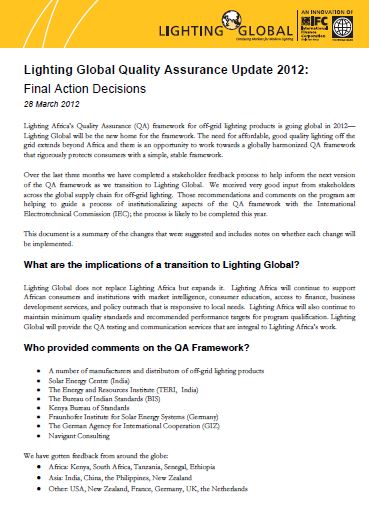 LIGHTING GLOBAL
Catalyzing Markets for Modern Lighting
AN INNOVATION OF
IFC
International
Finance
Corporation
World Bank Group
Lighting Global Quality Assurance Update 2012:
Final Action Decisions
28 March 2012
Lighting Africa's Quality Assurance (QA) framework for off-grid lighting products is going global in 2012—
Lighting Global will be the new home for the framework. The need for affordable, good quality lighting off the
grid extends beyond Africa and there is an opportunity to work towards a globally harmonized QA framework
that rigorously protects consumers with a simple, stable framework.
Over the last three months we have completed a stakeholder feedback process to help inform the next version
of the QA framework as we transition to Lighting Global. We received very good input from stakeholders
across the global supply chain for off-grid lighting. Those recommendations and comments on the program are
helping to guide a process of institutionalizing aspects of the QA framework with the International
Electrotechnical Commission (IEC); the process is likely to be completed this year.
This document is a summary of the changes that were suggested and includes notes on whether each change will
be implemented.
What are the implications of a transition to Lighting Global?
Lighting Global does not replace Lighting Africa but expands it. Lighting Africa will continue to support
African consumers and institutions with market intelligence, consumer education, access to finance, business
development services, and policy outreach that is responsive to local needs. Lighting Africa will also continue to
maintain minimum quality standards and recommended performance targets for program qualification. Lighting
Global will provide the QA testing and communication services that are integral to Lighting Africa's work.
Who provided comments on the QA Framework?
• A number of manufacturers and distributors of off-grid lighting products
• Solar Energy Centre (India)
• The Energy and Resources Institute (TERI, India)
• The Bureau of Indian Standards (BIS)
• Kenya Bureau of Standards
• Fraunhofer Institute for Solar Energy Systems (Germany)
• The German Agency for International Cooperation (GIZ)
• Navigant Consulting
We have gotten feedback from around the globe:
• Africa: Kenya, South Africa, Tanzania, Senegal, Ethiopia
• Asia: India, China, the Philippines, New Zealand
• Other: USA, New Zealand, France, Germany, UK, the Netherlands